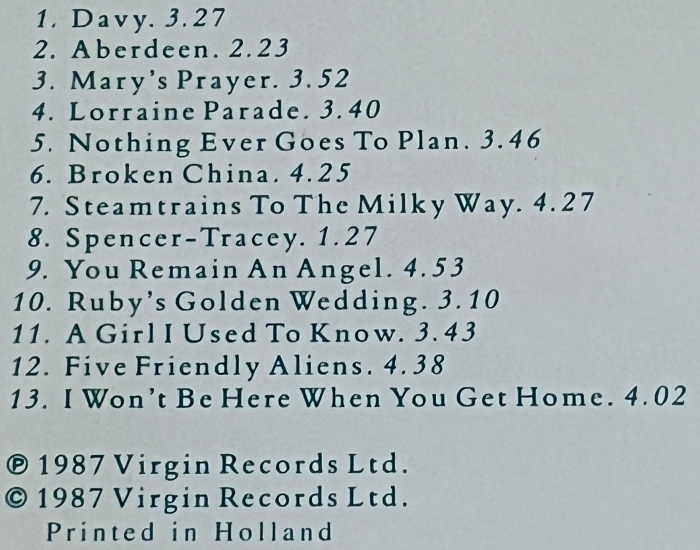 1. Davy. 3.27
2. Aberdeen. 2.23
3. Mary's Prayer. 3.52
4. Lorraine Parade. 3.40
5. Nothing Ever Goes To Plan. 3.46
6. Broken China. 4.25
7. Steamtrains To The Milky Way. 4.27
8. Spencer-Tracey. 1.27
9. You Remain An Angel. 4.53
10. Ruby's Golden Wedding. 3.10
11. A Girl I Used To Know. 3.43
12. Five Friendly Aliens. 4.38
13. I Won't Be Here When You Get Home. 4.02
℗ 1987 Virgin Records Ltd.
© 1987 Virgin Records Ltd.
Printed in Holland